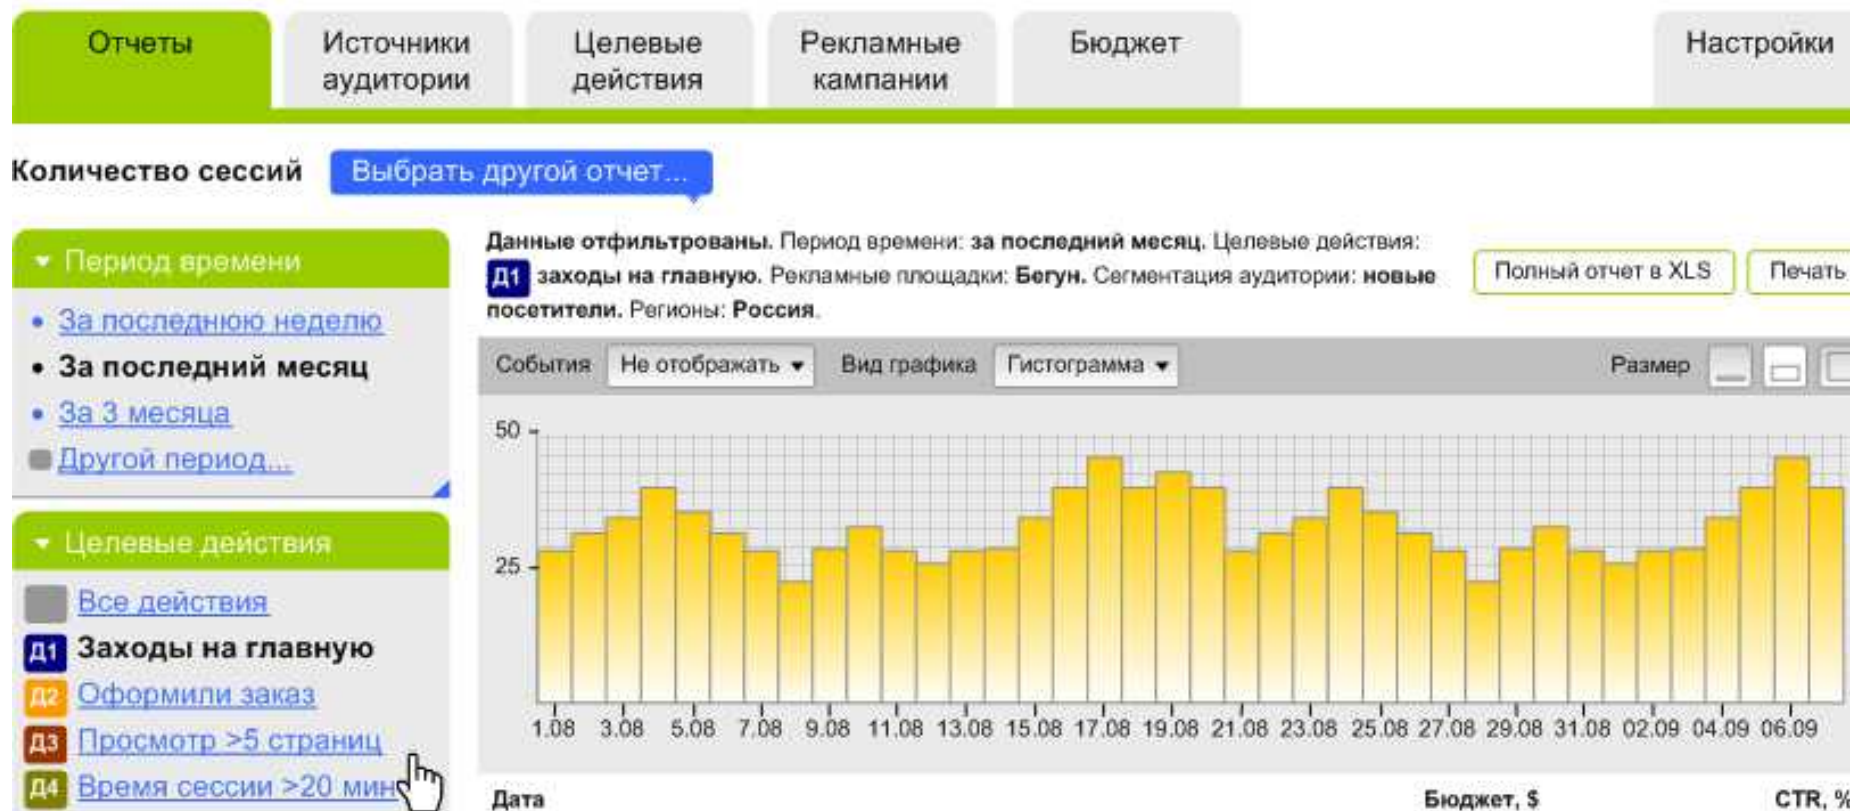 Отчеты
Источники
аудитории
Целевые
действия
Рекламные
кампании
Бюджет
Настройки
Количество сессий
Выбрать другой отчет...
Период времени
За последнюю неделю
За последний месяц
За 3 месяца
Другой период...
Целевые действия
Все действия
Д1 Заходы на главную
Д2 Оформили заказ
Д3 Просмотр >5 страниц
Д4 Время сессии >20 мин
Данные отфильтрованы. Период времени: за последний месяц. Целевые действия:
Д1 заходы на главную. Рекламные площадки: Бегун. Сегментация аудитории: новые
посетители. Регионы: Россия.
Полный отчет в XLS
Печать
События Не отображать Вид графика Гистограмма Размер
50
25
1.08 3.08 5.08 7.08 9.08 11.08 13.08 15.08 17.08 19.08 21.08 23.08 25.08 27.08 29.08 31.08 02.09 04.09 06.09
Дата Бюджет, $ CTR, %